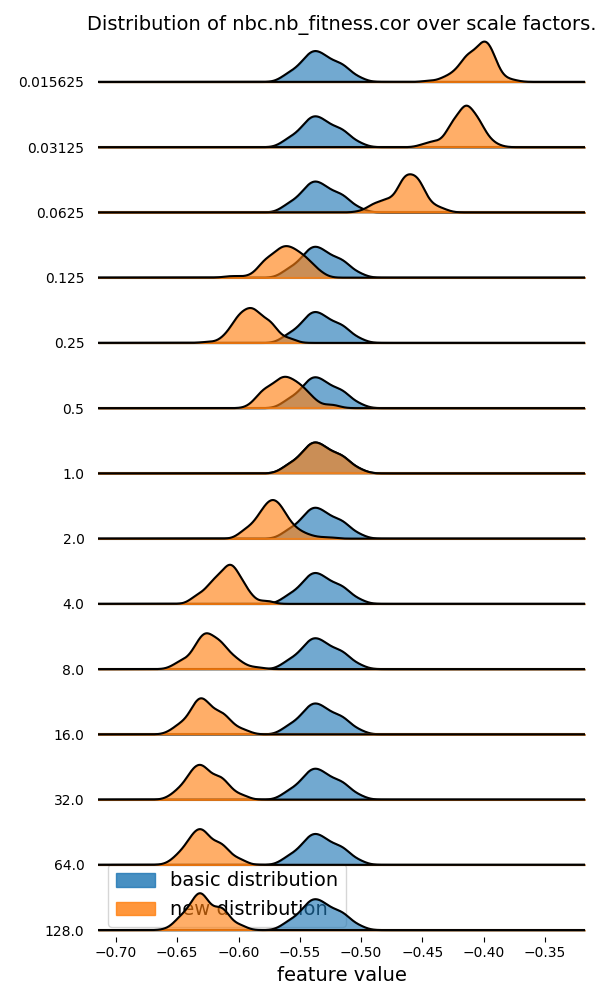 Distribution of nbc.nb_fitness.cor over scale factors.
0.015625
0.03125
0.0625
0.125
0.25
0.5
1.0
2.0
4.0
8.0
16.0
32.0
64.0
basic distribution
new distribution
128.0
−0.70 −0.65 −0.60 −0.55 −0.50 −0.45 −0.40 −0.35
feature value